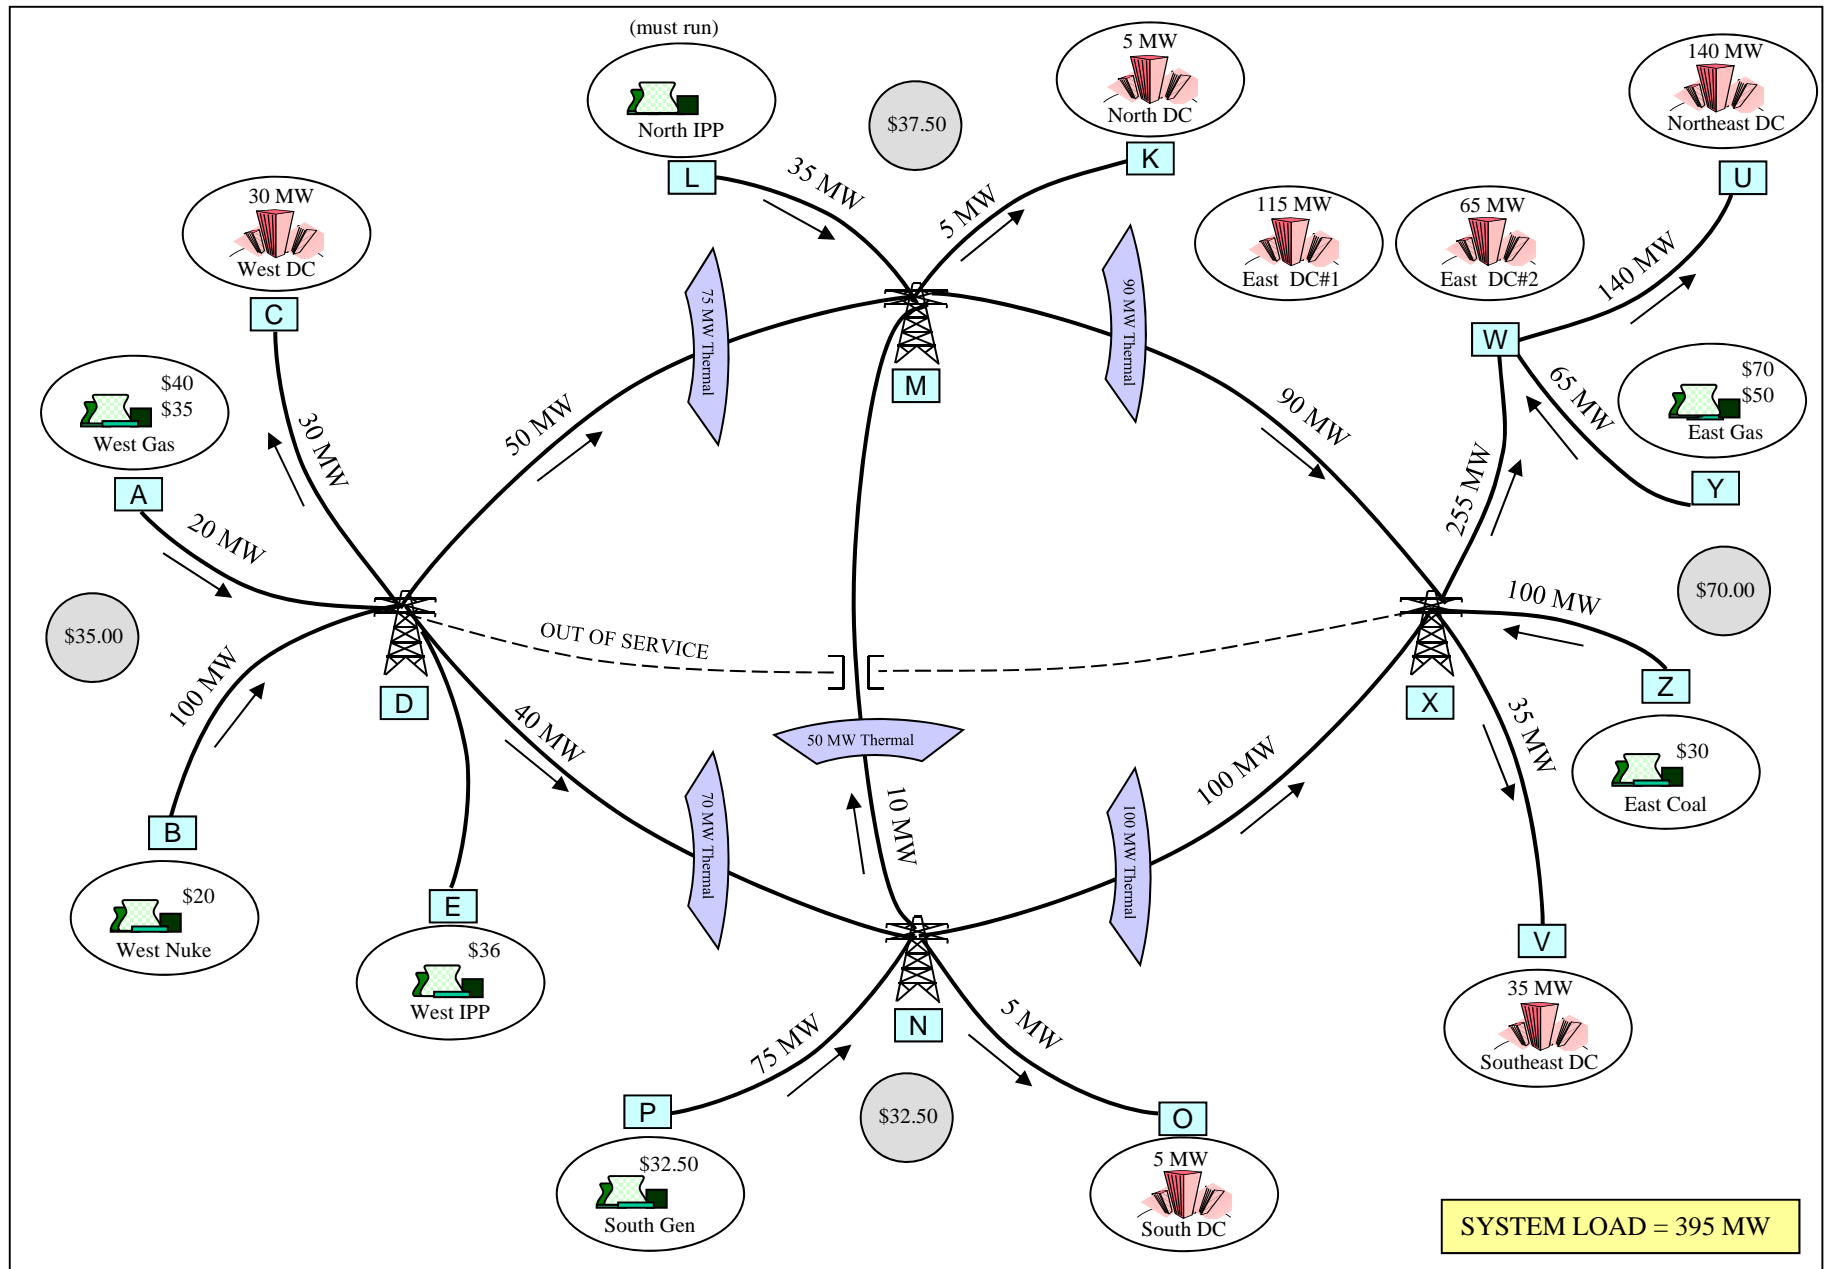 (must run)
North IPP
L
35 MW
$37.50
5 MW
North DC
K
5 MW
140 MW
Northeast DC
U
140 MW
115 MW
East DC#1
65 MW
East DC#2
W
65 MW
$70
$50
East Gas
Y
30 MW
West DC
C
30 MW
$40
$35
West Gas
A
20 MW
50 MW
75 MW Thermal
M
90 MW Thermal
90 MW
255 MW
100 MW
$70.00
$35.00
OUT OF SERVICE
100 MW
D
40 MW
50 MW Thermal
10 MW
X
Z
$30
East Coal
35 MW
B
$20
West Nuke
E
$36
West IPP
70 MW Thermal
100 MW Thermal
100 MW
V
35 MW
Southeast DC
N
75 MW
5 MW
P
$32.50
South Gen
$32.50
O
5 MW
South DC
SYSTEM LOAD = 395 MW